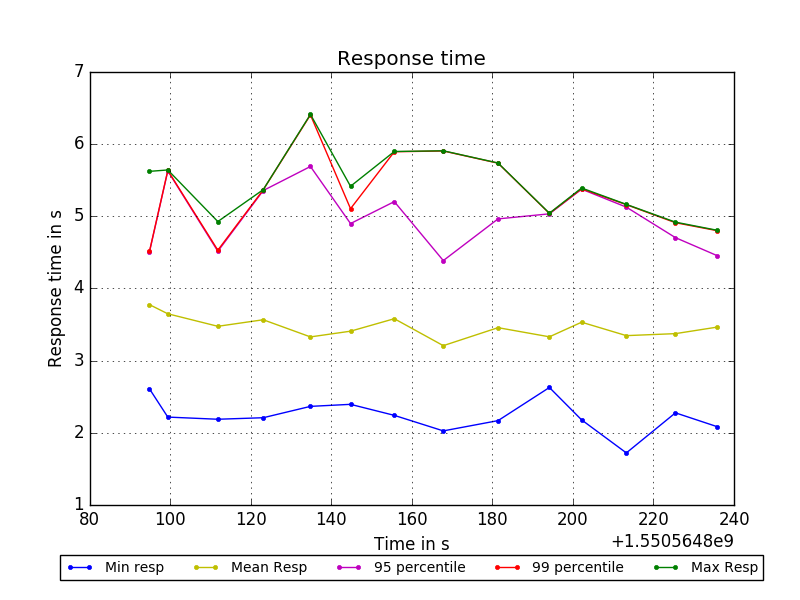 Response time
7
6
5
4
3
2
1
Response time in s
80 100 120 140 160 180 200 220 240
+1.5505648e9
Time in s
Min resp Mean Resp 95 percentile 99 percentile Max Resp